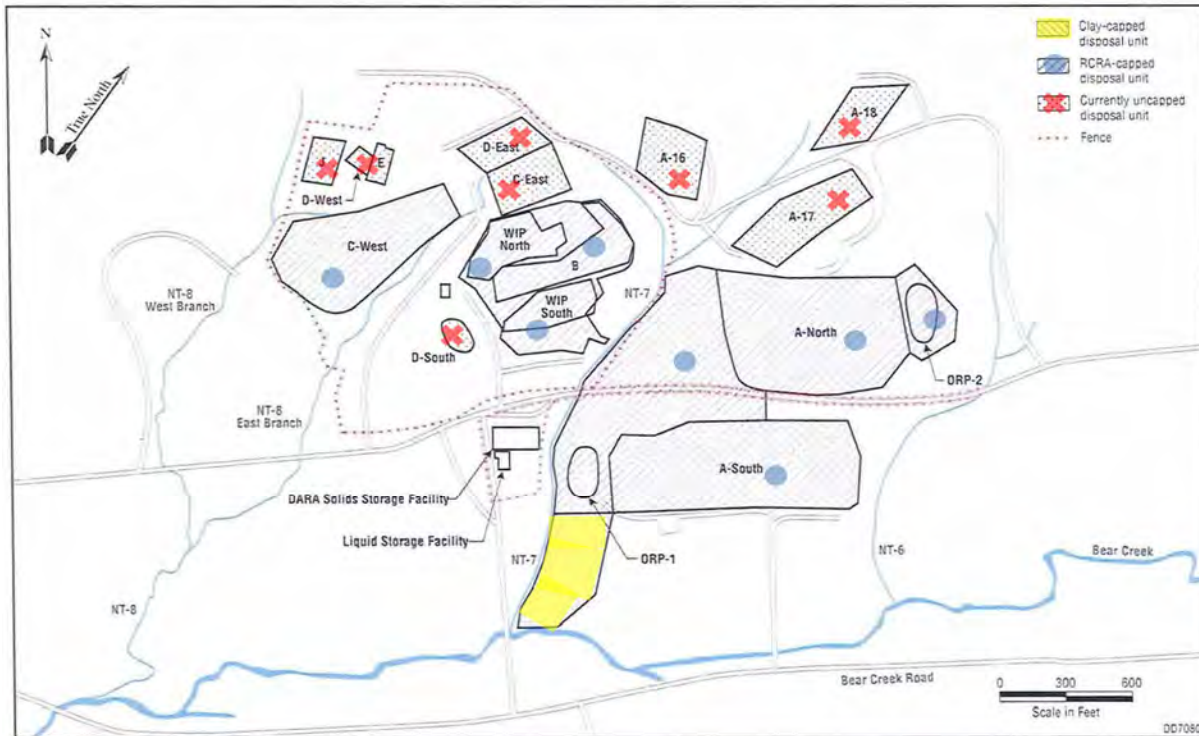 N
True North
Clay-capped
disposal unit
RCRA-capped
disposal unit
Currently uncapped
disposal unit
Fence
A-18
D-East
A-16
E
C-East
D-West
A-17
WIP
North
C-West
B
NT-7
NT-8
West Branch
WIP
South
A-North
D-South
ORP-2
NT-8
East Branch
A-South
DARA Solids Storage Facility
Liquid Storage Facility
ORP-1
NT-7
NT-6
Bear Creek
NT-8
Bear Creek Road
0 300 600
Scale in Feet
DD7080